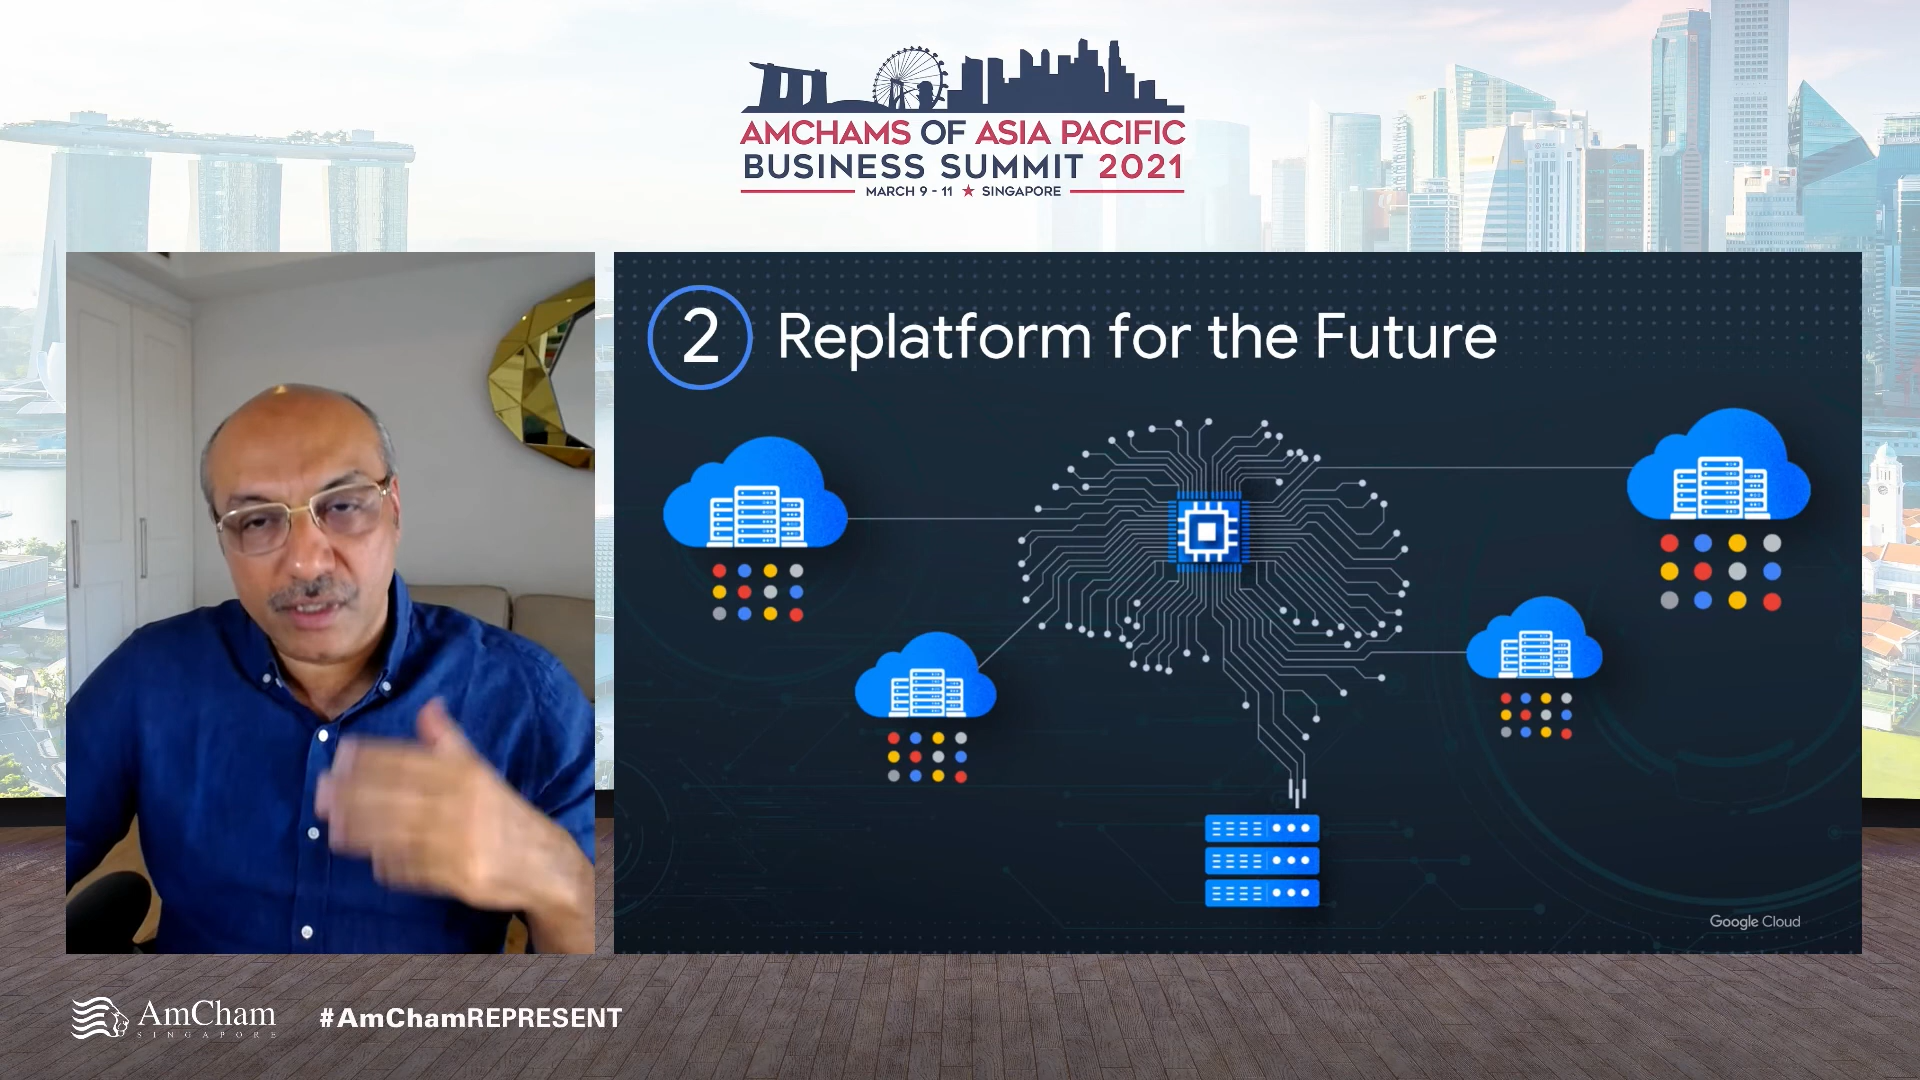 AMCHAMS OF ASIA PACIFIC
BUSINESS SUMMIT 2021
MARCH 9 - 11 ★ SINGAPORE
2 Replatform for the Future
Google Cloud
AmCham
SINGAPORE
#AmChamREPRESENT